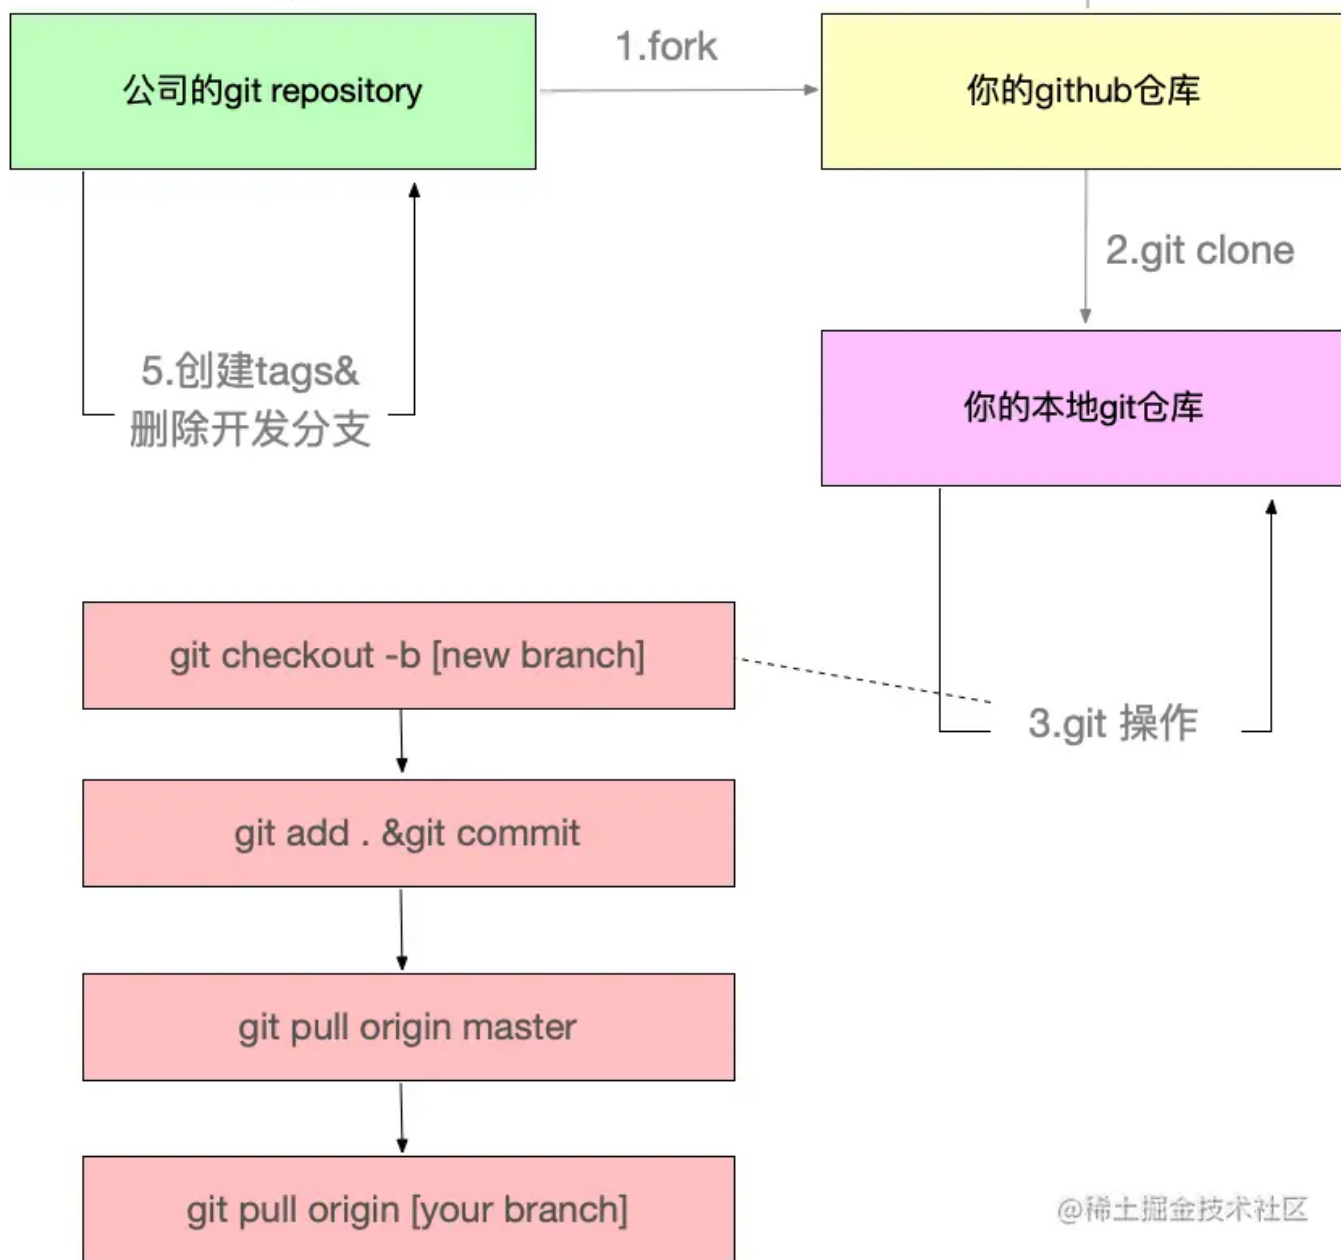 公司的git repository
1.fork
你的github仓库
2.git clone
你的本地git仓库
5.创建tags&
删除开发分支
3.git 操作
git checkout -b [new branch]
git add . &git commit
git pull origin master
git pull origin [your branch]
@稀土掘金技术社区